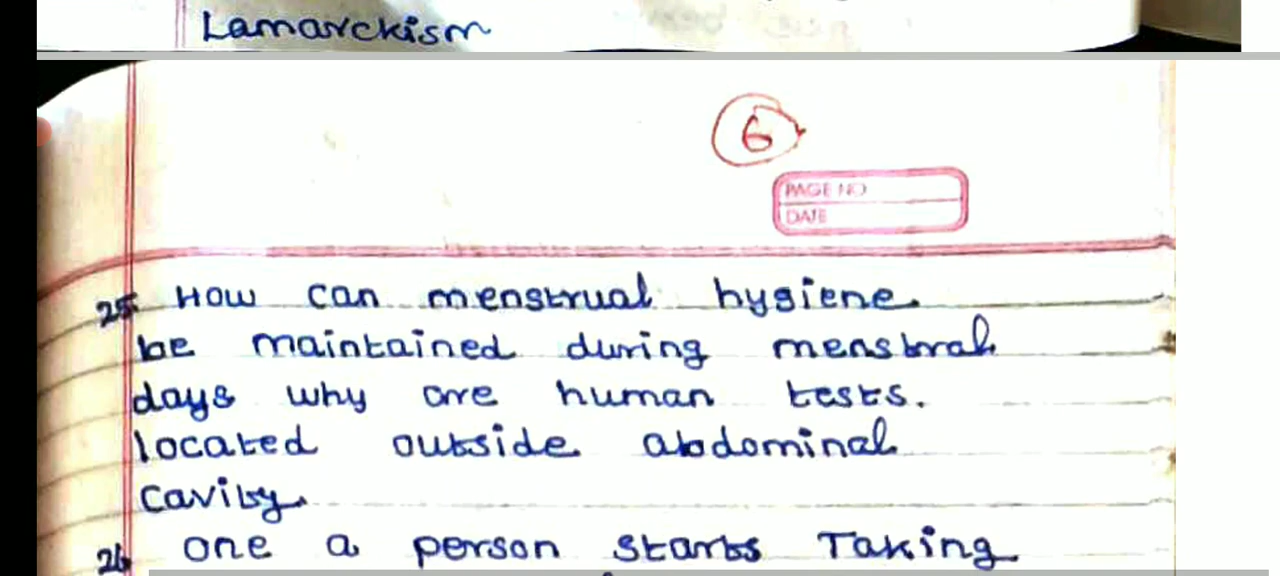 Lamarckism
6
PAGE NO
DATE
25. How can menstrual hygiene
be maintained during menstral
days why are human tests.
located outside abdominal
cavity.
26 one a person starts Taking